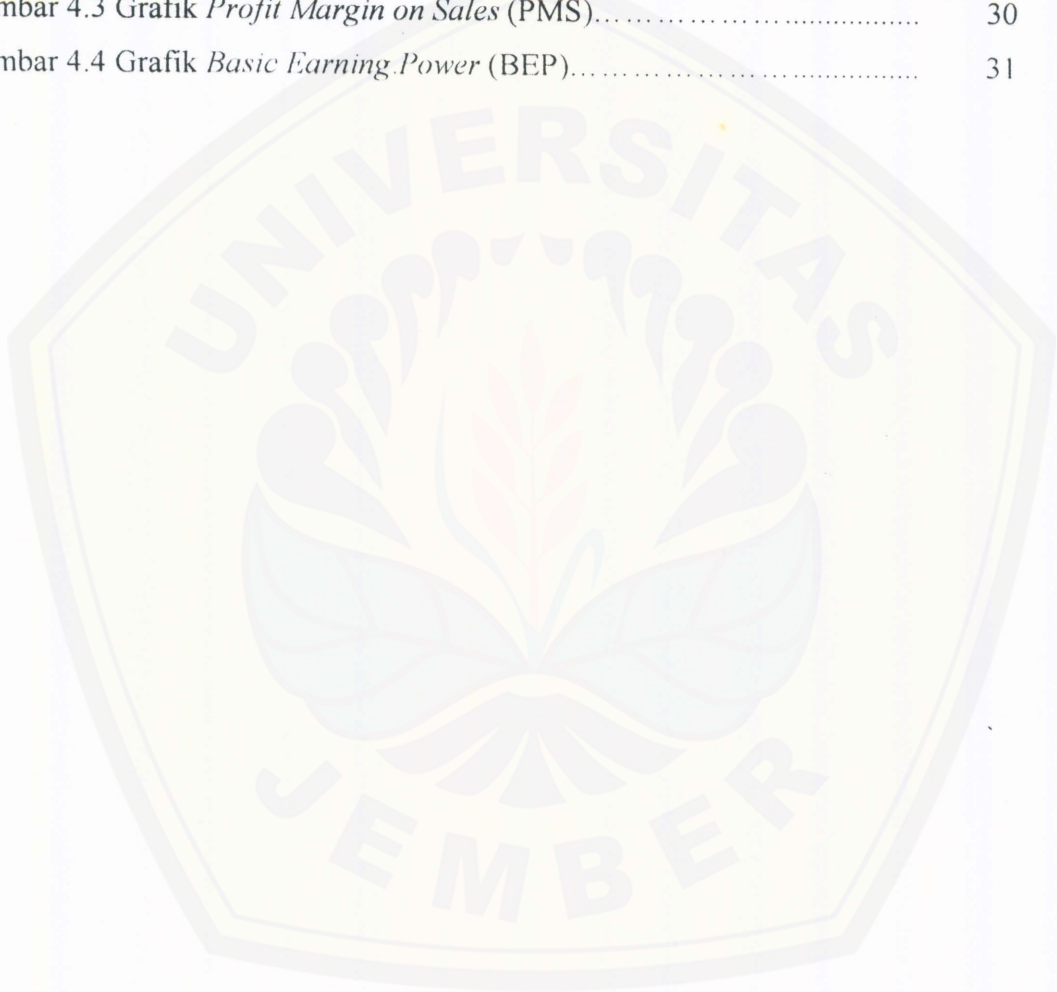 mbar 4.3 Grafik Profit Margin on Sales (PMS)................................ 30
mbar 4.4 Grafik Basic Earning Power (BEP)................................ 31
UNIVERSITAS
JEMBER